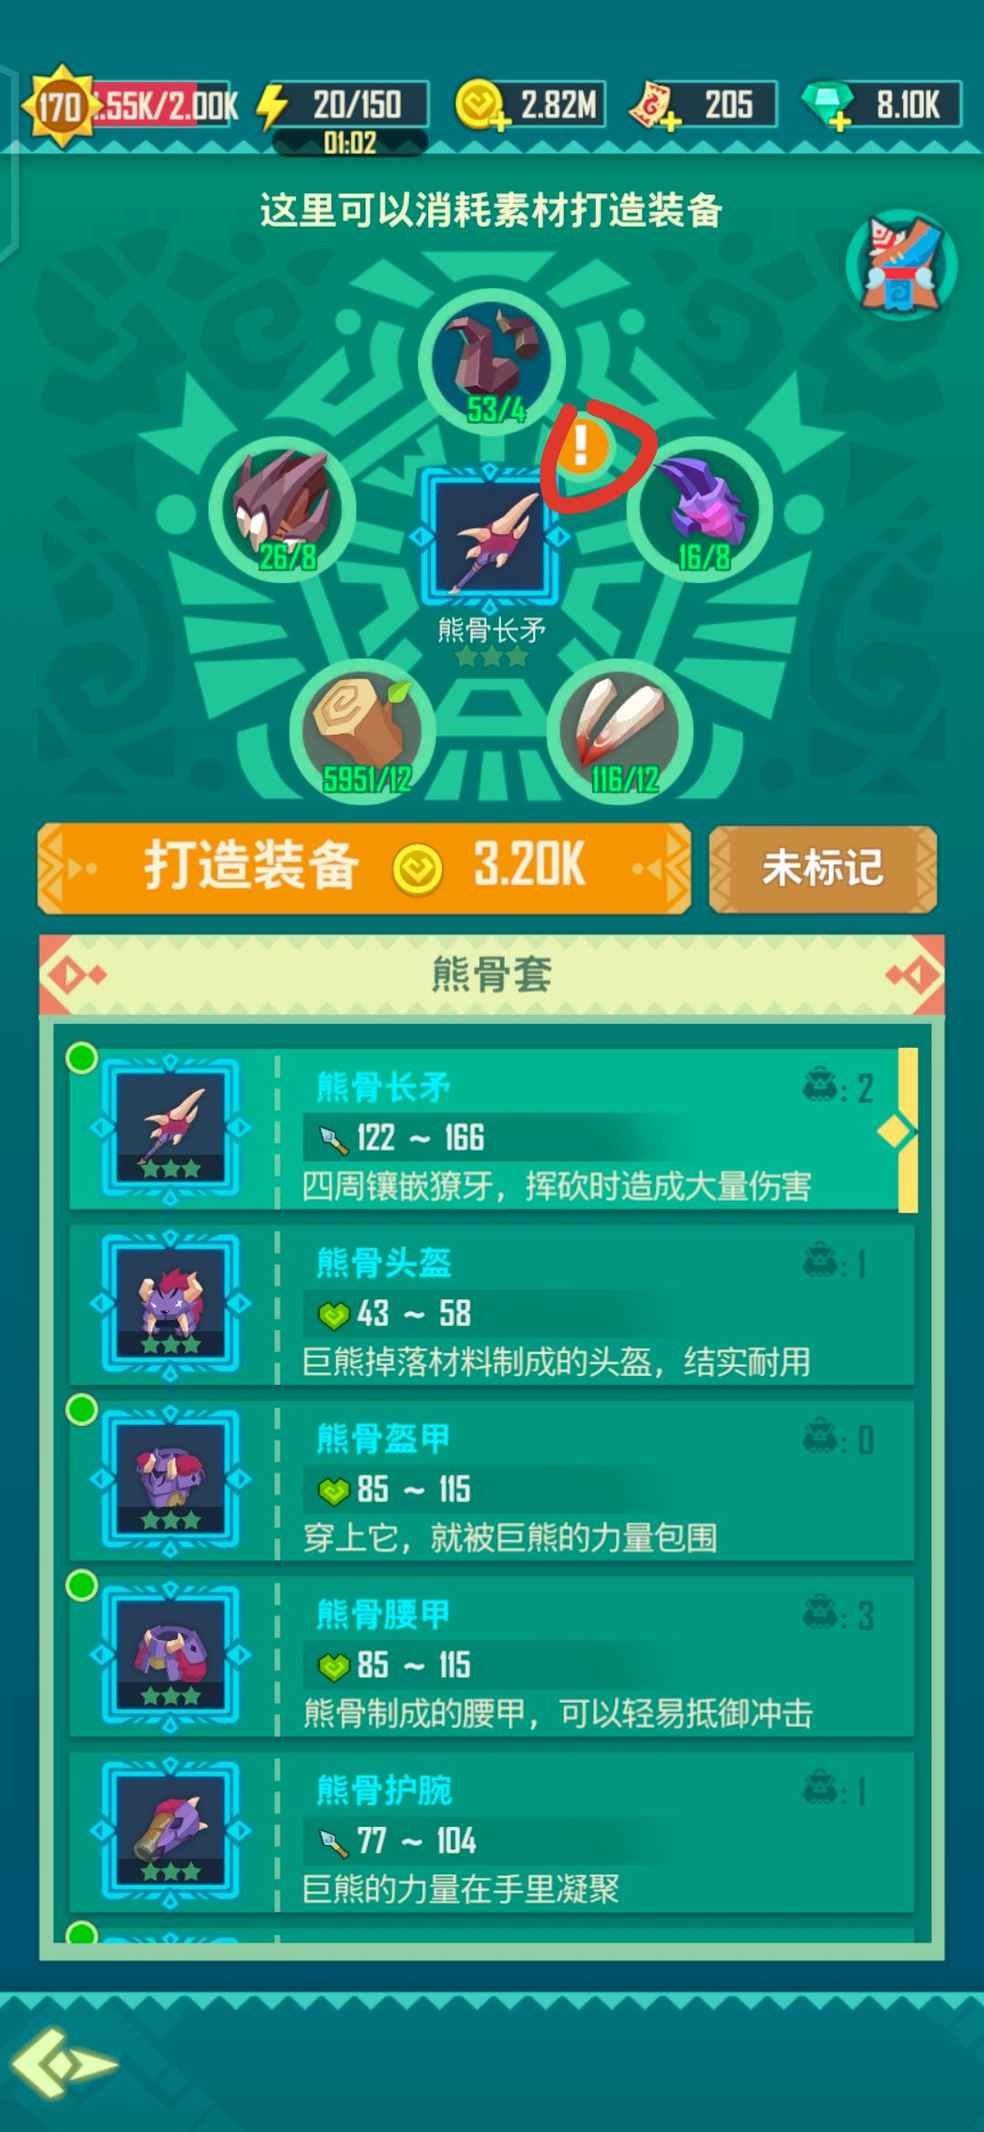 170
.55K/2.00K
20/150
2.82M
205
8.10K
01:02
这里可以消耗素材打造装备
53/4
!
26/8
16/8
熊骨长矛
5951/12
116/12
打造装备 3.20K
未标记
熊骨套
熊骨长矛
: 2
122 ~ 166
四周镶嵌獠牙，挥砍时造成大量伤害
熊骨头盔
: 1
43 ~ 58
巨熊掉落材料制成的头盔，结实耐用
熊骨盔甲
: 0
85 ~ 115
穿上它，就被巨熊的力量包围
熊骨腰甲
: 3
85 ~ 115
熊骨制成的腰甲，可以轻易抵御冲击
熊骨护腕
: 1
77 ~ 104
巨熊的力量在手里凝聚